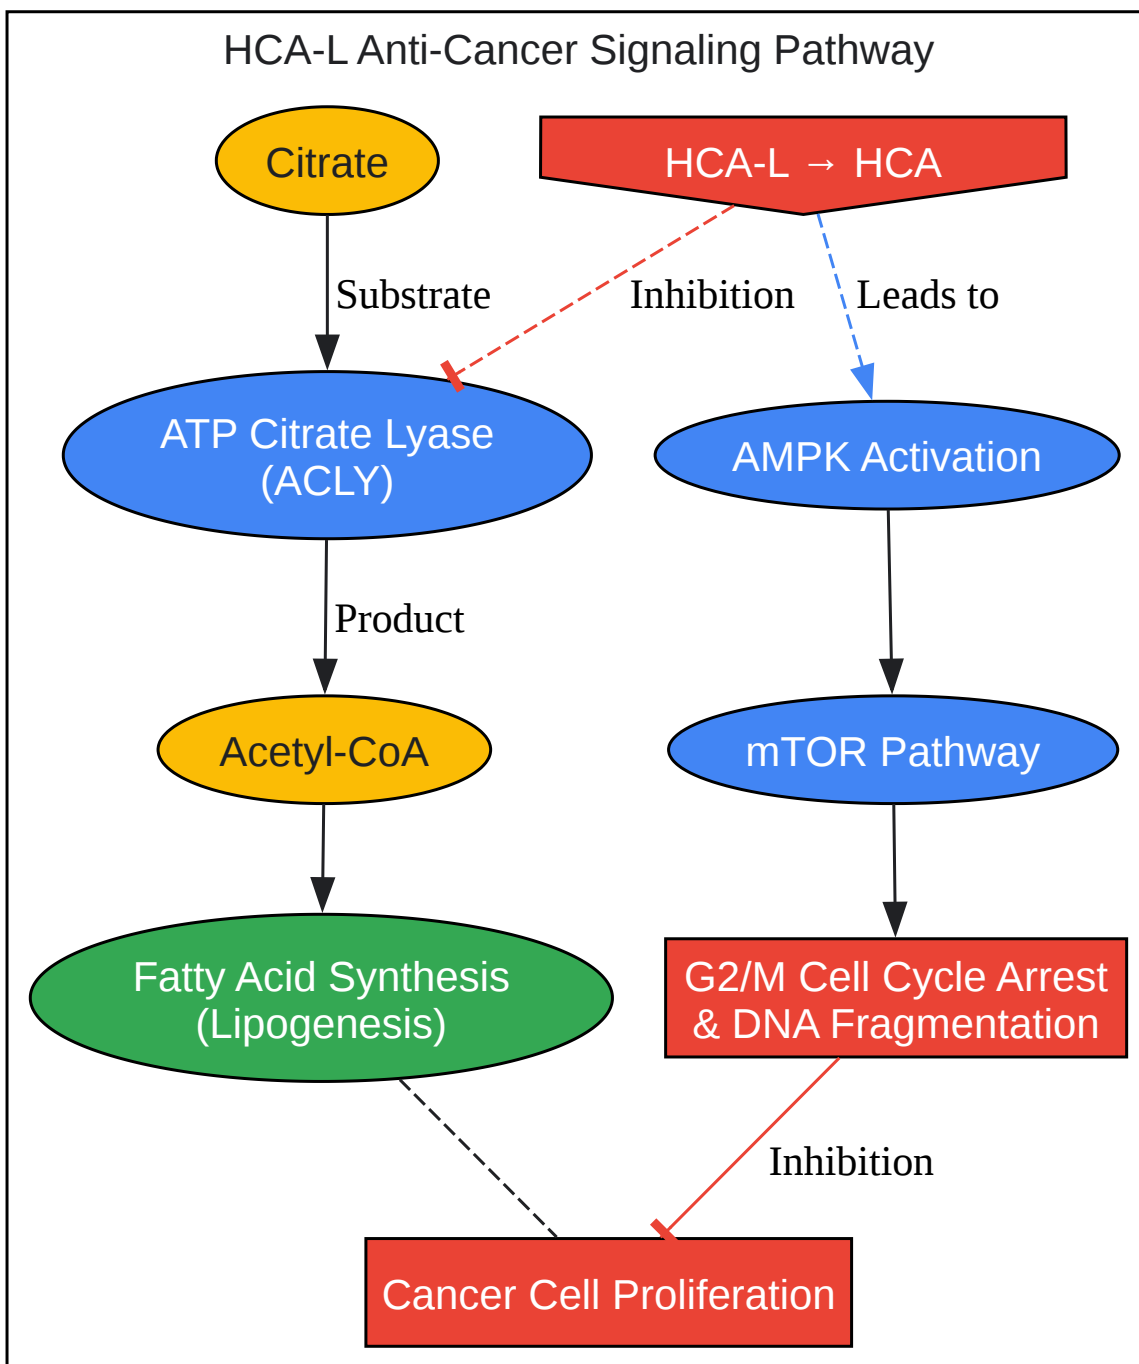 HCA-L Anti-Cancer Signaling Pathway
Citrate
HCA-L → HCA
Substrate
Inhibition
Leads to
ATP Citrate Lyase
(ACLY)
AMPK Activation
Product
Acetyl-CoA
mTOR Pathway
Fatty Acid Synthesis
(Lipogenesis)
G2/M Cell Cycle Arrest
& DNA Fragmentation
Inhibition
Cancer Cell Proliferation